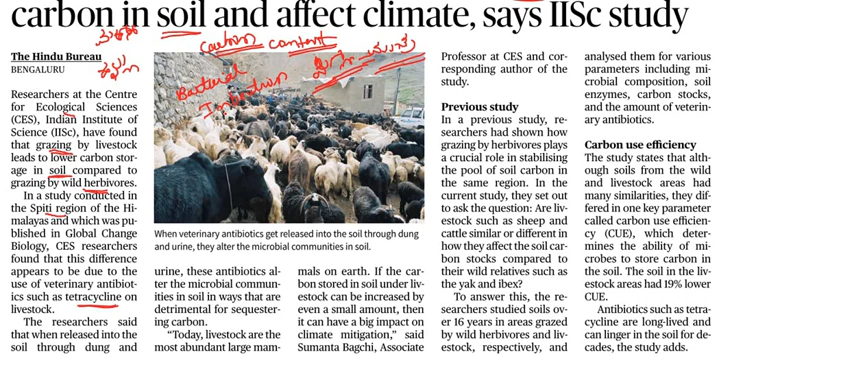 carbon in soil and affect climate, says IISc study
Carbon content
Bacterial
The Hindu Bureau
BENGALURU
Researchers at the Centre
for Ecological Sciences
(CES), Indian Institute of
Science (IISc), have found
that grazing by livestock
leads to lower carbon stor-
age in soil compared to
grazing by wild herbivores.
In a study conducted in
the Spiti region of the Hi-
malayas and which was pu-
blished in Global Change
Biology, CES researchers
found that this difference
appears to be due to the
use of veterinary antibiot-
ics such as tetracycline on
livestock.
The researchers said
that when released into the
soil through dung and
When veterinary antibiotics get released into the soil through dung
and urine, they alter the microbial communities in soil.
urine, these antibiotics al-
ter the microbial commun-
ities in soil in ways that are
detrimental for sequester-
ing carbon.
“Today, livestock are the
most abundant large mam-
mals on earth. If the car-
bon stored in soil under liv-
estock can be increased by
even a small amount, then
it can have a big impact on
climate mitigation,” said
Sumanta Bagchi, Associate
Professor at CES and cor-
responding author of the
study.
Previous study
In a previous study, re-
searchers had shown how
grazing by herbivores plays
a crucial role in stabilising
the pool of soil carbon in
the same region. In the
current study, they set out
to ask the question: Are liv-
estock such as sheep and
cattle similar or different in
how they affect the soil car-
bon stocks compared to
their wild relatives such as
the yak and ibex?
To answer this, the re-
searchers studied soils ov-
er 16 years in areas grazed
by wild herbivores and liv-
estock, respectively, and
analysed them for various
parameters including mi-
crobial composition, soil
enzymes, carbon stocks,
and the amount of veterin-
ary antibiotics.
Carbon use efficiency
The study states that alth-
ough soils from the wild
and livestock areas had
many similarities, they dif-
fered in one key parameter
called carbon use efficien-
cy (CUE), which deter-
mines the ability of mi-
crobes to store carbon in
the soil. The soil in the liv-
estock areas had 19% lower
CUE.
Antibiotics such as tetra-
cycline are long-lived and
can linger in the soil for de-
cades, the study adds.